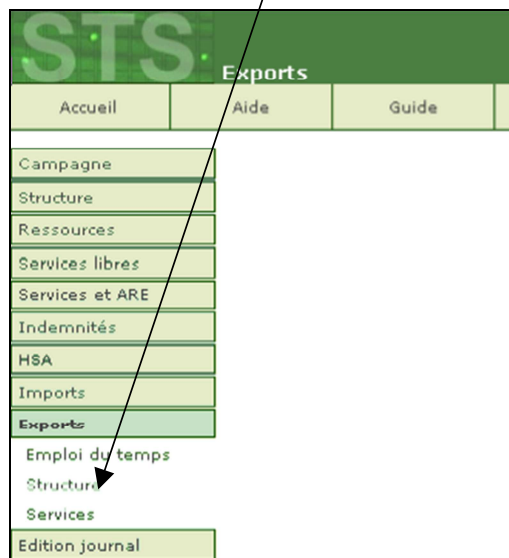 STS
Exports
Accueil Aide Guide
Campagne
Structure
Ressources
Services libres
Services et ARE
Indemnités
HSA
Imports
Exports
Emploi du temps
Structure
Services
Edition journal